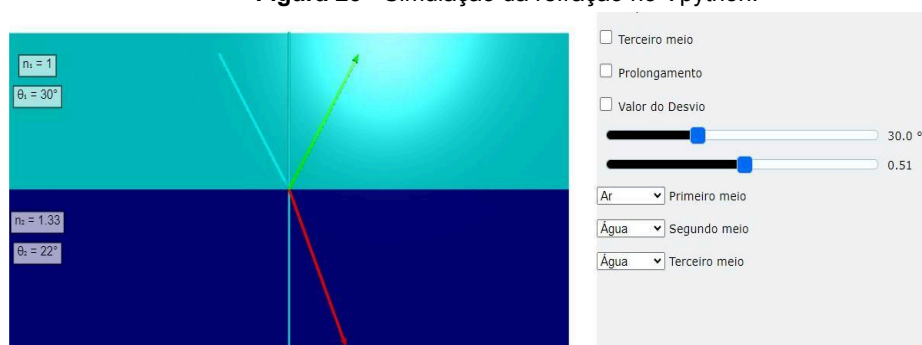 Terceiro meio
n₁ = 1
θ₁ = 30°
Prolongamento
Valor do Desvio
30.0 °
0.51
Ar Primeiro meio
n₂ = 1.33
Água Segundo meio
θ₂ = 22°
Água Terceiro meio